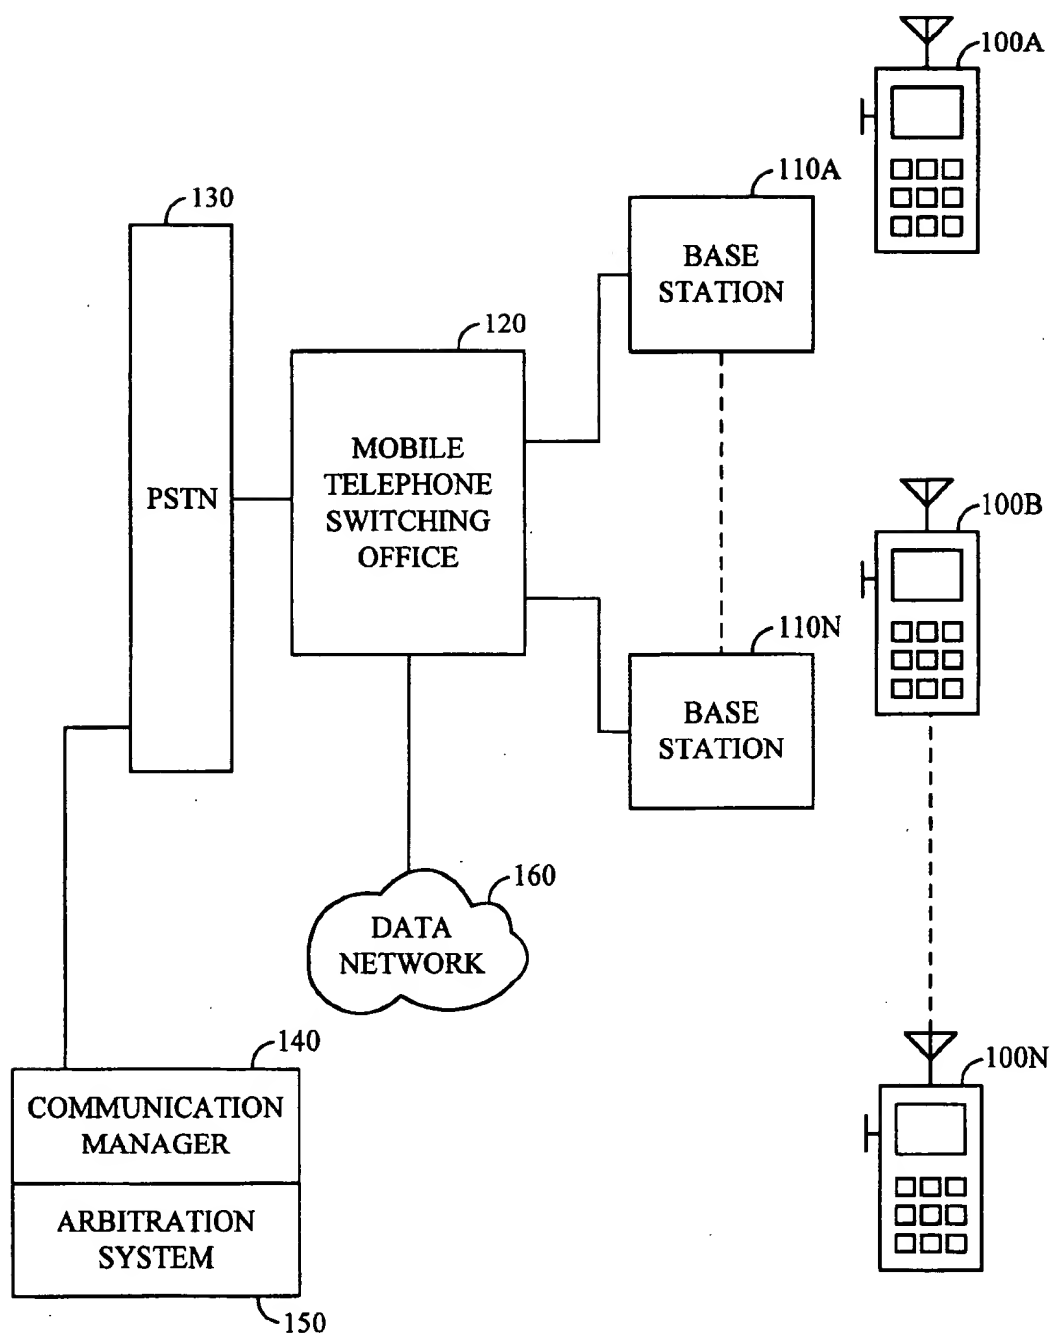 100A
110A
130
BASE
STATION
120
MOBILE
TELEPHONE
SWITCHING
OFFICE
PSTN
100B
110N
BASE
STATION
160
DATA
NETWORK
140
100N
COMMUNICATION
MANAGER
ARBITRATION
SYSTEM
150